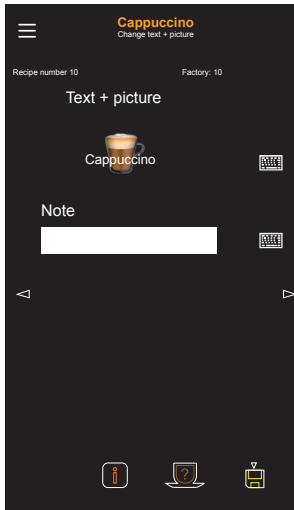 Cappuccino
Change text + picture
Recipe number 10 Factory: 10
Text + picture
Cappuccino
Note
i
?